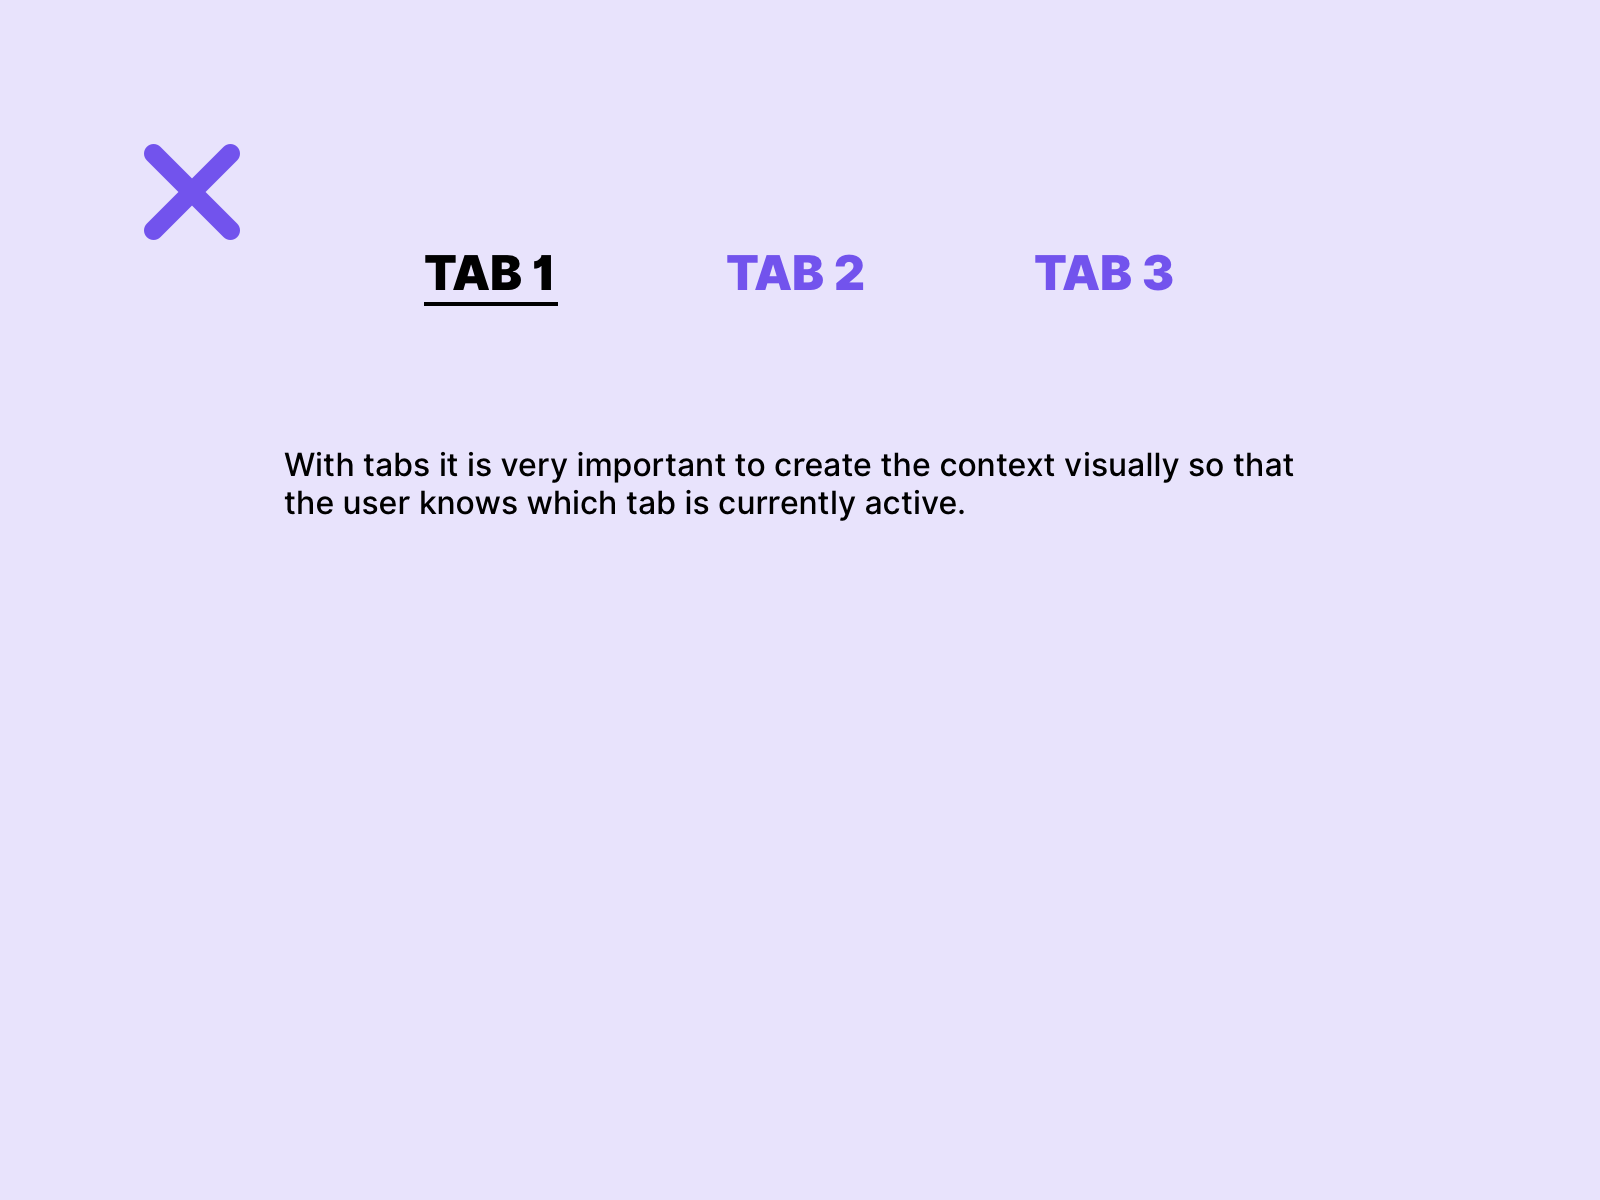 TAB 1 TAB 2 TAB 3
With tabs it is very important to create the context visually so that
the user knows which tab is currently active.